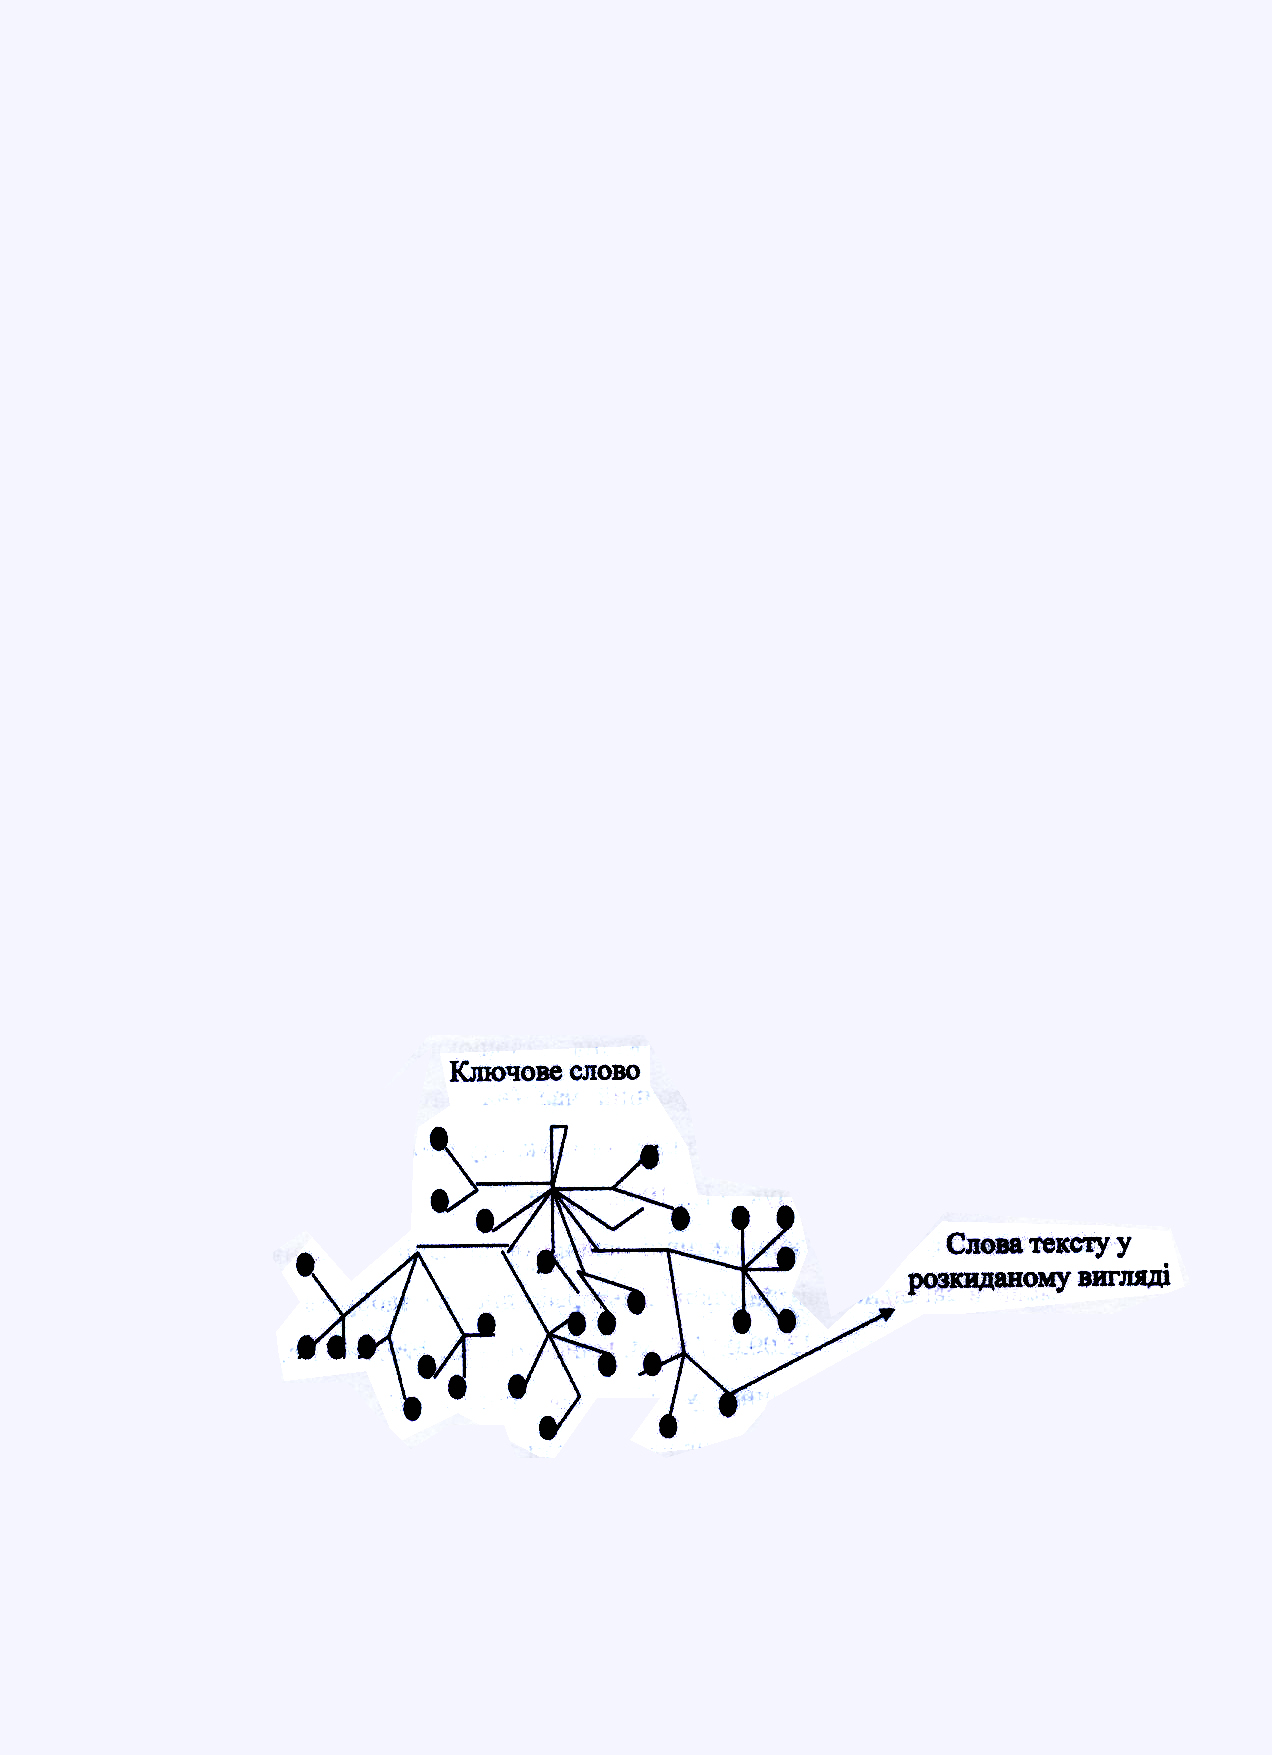 Ключове слово
Слова тексту у
розкиданому вигляді